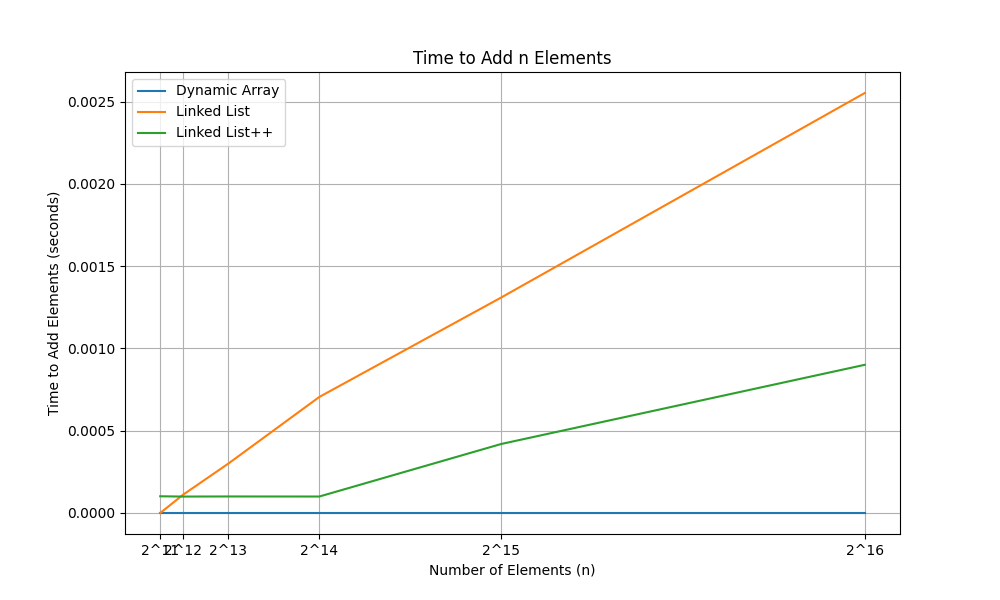 Time to Add n Elements
Dynamic Array
Linked List
Linked List++
0.0025
0.0020
0.0015
0.0010
0.0005
0.0000
Time to Add Elements (seconds)
2^11 2^12 2^13 2^14 2^15 2^16
Number of Elements (n)